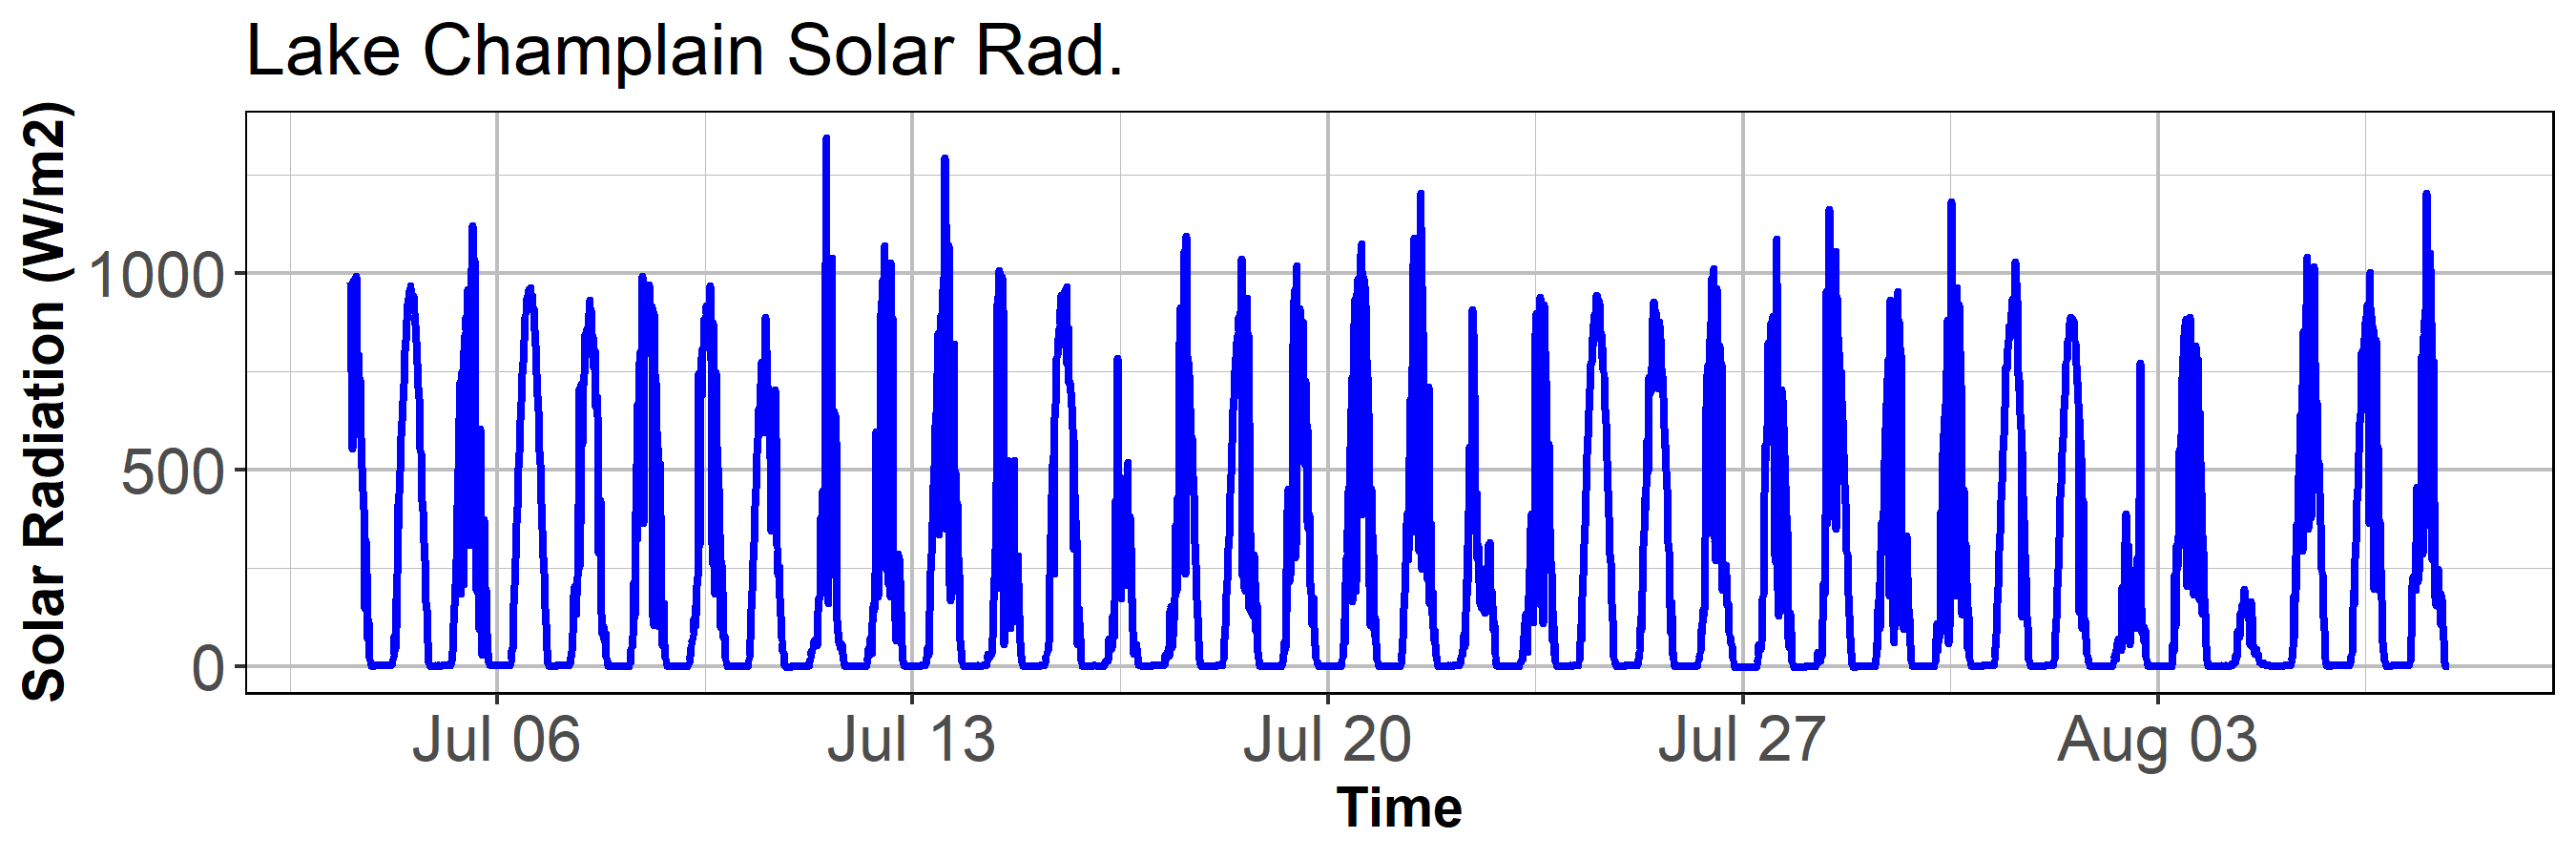 Lake Champlain Solar Rad.
Solar Radiation (W/m2)
1000
500
0
Jul 06
Jul 13
Jul 20
Jul 27
Aug 03
Time